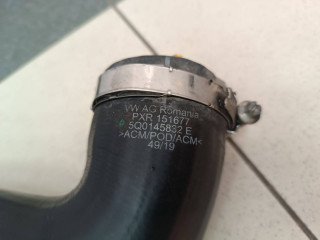 VW AG Romania
PXR 151677
5Q0145832 E
>ACM/POD/ACM<
49/19